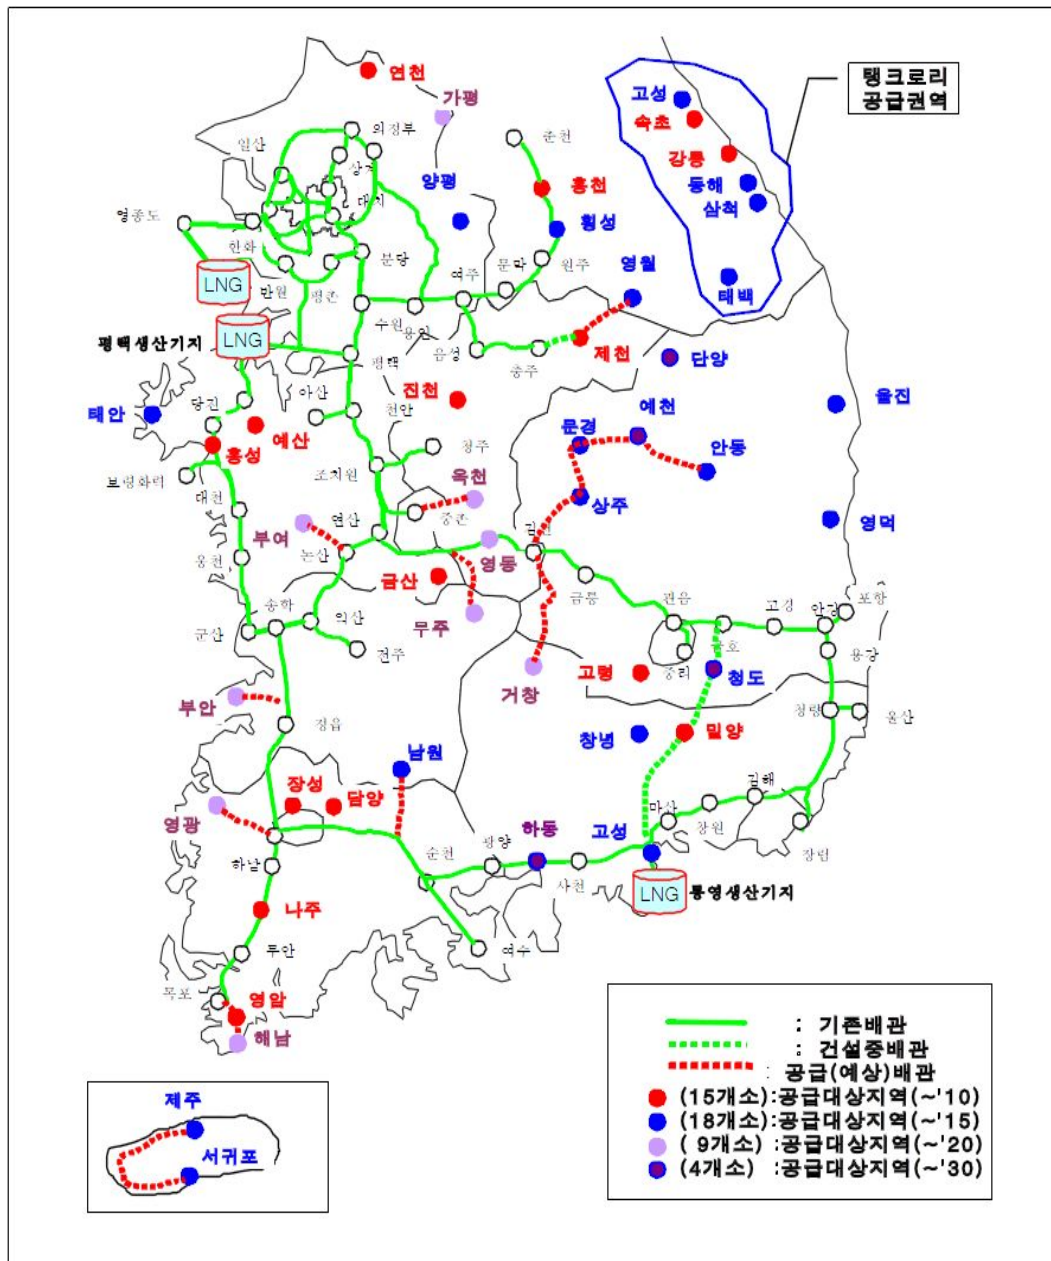 연천
탱크로리
공급권역
가평
고성
속초
의정부
일산
춘천
상계
강릉
양평
홍천
동해
대치
삼척
영종도
횡성
한화
분당
원주
여주
문막
영월
LNG
반월
평촌
태백
수원
용인
평택생산기지
LNG
음성
제천
평택
충주
단양
진천
아산
태안
당진
천안
예천
울진
예산
문경
안동
홍성
청주
조치원
보령화력
옥천
대천
상주
연산
중촌
영덕
부여
논산
영동
김천
웅천
금산
금릉
관음
고경
안강
포항
송학
무주
군산
익산
금호
용강
전주
고령
중리
청도
거창
부안
청량
울산
정읍
창녕
밀양
남원
장성
담양
김해
영광
마산
창원
하동
고성
광양
장림
순천
하남
사천
LNG
통영생산기지
나주
무안
여수
목포
영암
해남
: 기존배관
: 건설중배관
: 공급(예상)배관
(15개소):공급대상지역(~'10)
(18개소):공급대상지역(~'15)
( 9개소) :공급대상지역(~'20)
(4개소) :공급대상지역(~'30)
제주
서귀포